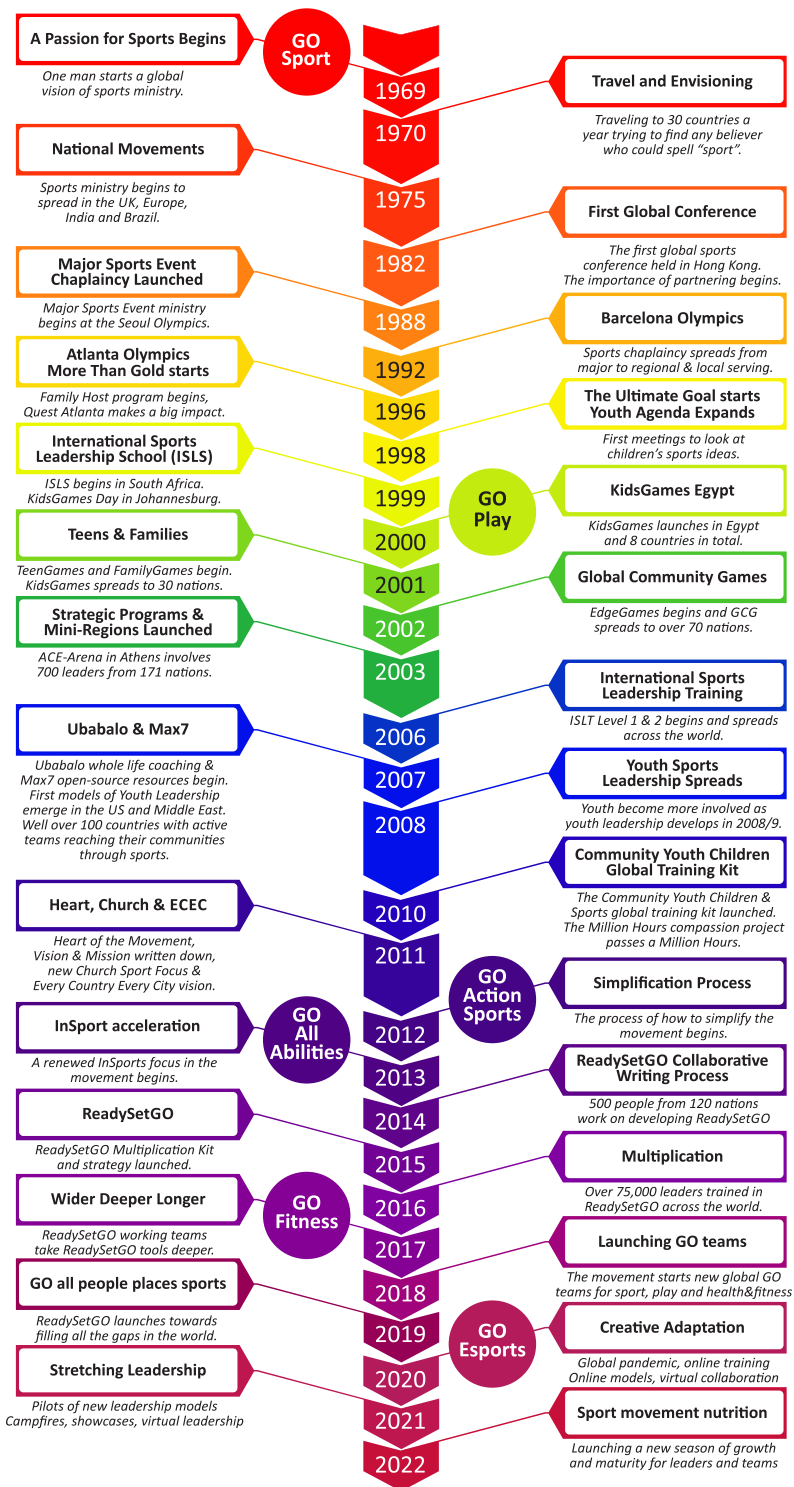 A Passion for Sports Begins
One man starts a global
vision of sports ministry.
GO
Sport
1969
Travel and Envisioning
Traveling to 30 countries a
year trying to find any believer
who could spell “sport”.
1970
National Movements
Sports ministry begins to
spread in the UK, Europe,
India and Brazil.
1975
First Global Conference
The first global sports
conference held in Hong Kong.
The importance of partnering begins.
1982
Major Sports Event
Chaplaincy Launched
Major Sports Event ministry
begins at the Seoul Olympics.
1988
Barcelona Olympics
Sports chaplaincy spreads from
major to regional & local serving.
1992
Atlanta Olympics
More Than Gold starts
Family Host program begins,
Quest Atlanta makes a big impact.
1996
The Ultimate Goal starts
Youth Agenda Expands
First meetings to look at
children’s sports ideas.
1998
International Sports
Leadership School (ISLS)
ISLS begins in South Africa.
KidsGames Day in Johannesburg.
1999
GO
Play
KidsGames Egypt
KidsGames launches in Egypt
and 8 countries in total.
2000
Teens & Families
TeenGames and FamilyGames begin.
KidsGames spreads to 30 nations.
2001
Global Community Games
EdgeGames begins and GCG
spreads to over 70 nations.
2002
Strategic Programs &
Mini-Regions Launched
ACE-Arena in Athens involves
700 leaders from 171 nations.
2003
International Sports
Leadership Training
ISLT Level 1 & 2 begins and spreads
across the world.
2006
Ubabalo & Max7
Ubabalo whole life coaching &
Max7 open-source resources begin.
First models of Youth Leadership
emerge in the US and Middle East.
Well over 100 countries with active
teams reaching their communities
through sports.
2007
Youth Sports
Leadership Spreads
Youth become more involved as
youth leadership develops in 2008/9.
2008
Community Youth Children
Global Training Kit
The Community Youth Children &
Sports global training kit launched.
The Million Hours compassion project
passes a Million Hours.
2010
Heart, Church & ECEC
Heart of the Movement,
Vision & Mission written down,
new Church Sport Focus &
Every Country Every City vision.
2011
GO
Action
Sports
Simplification Process
The process of how to simplify the
movement begins.
2012
InSport acceleration
A renewed InSports focus in the
movement begins.
GO
All
Abilities
2013
ReadySetGO Collaborative
Writing Process
500 people from 120 nations
work on developing ReadySetGO
2014
ReadySetGO
ReadySetGO Multiplication Kit
and strategy launched.
2015
Multiplication
Over 75,000 leaders trained in
ReadySetGO across the world.
2016
Wider Deeper Longer
ReadySetGO working teams
take ReadySetGO tools deeper.
GO
Fitness
2017
Launching GO teams
The movement starts new global GO
teams for sport, play and health&fitness
2018
GO all people places sports
ReadySetGO launches towards
filling all the gaps in the world.
2019
GO
Esports
Creative Adaptation
Global pandemic, online training
Online models, virtual collaboration
2020
Stretching Leadership
Pilots of new leadership models
Campfires, showcases, virtual leadership
2021
Sport movement nutrition
Launching a new season of growth
and maturity for leaders and teams
2022